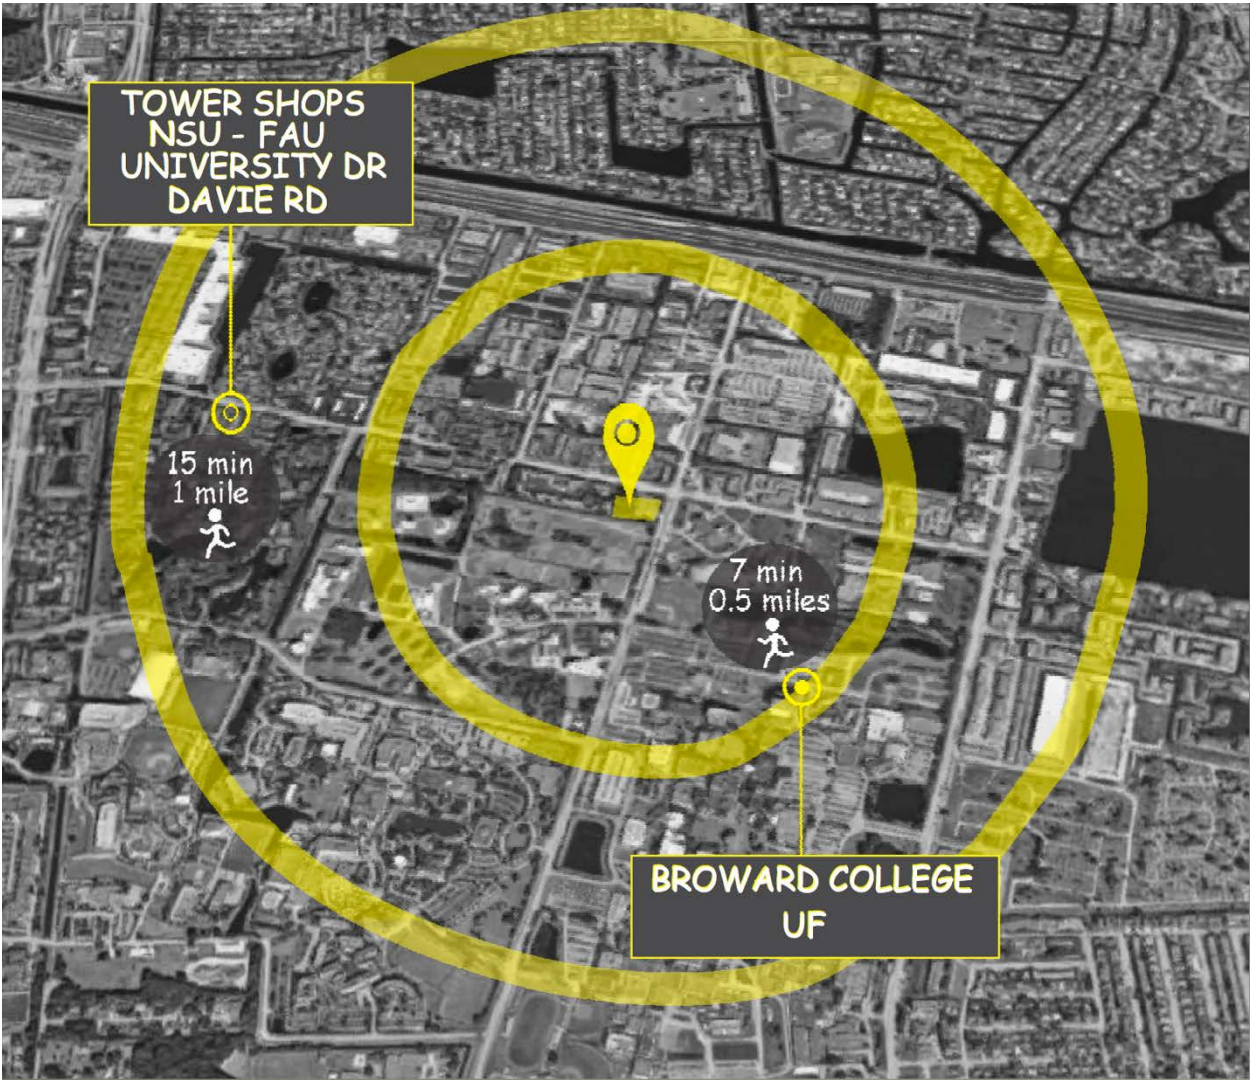 TOWER SHOPS
NSU - FAU
UNIVERSITY DR
DAVIE RD
15 min
1 mile
7 min
0.5 miles
BROWARD COLLEGE
UF